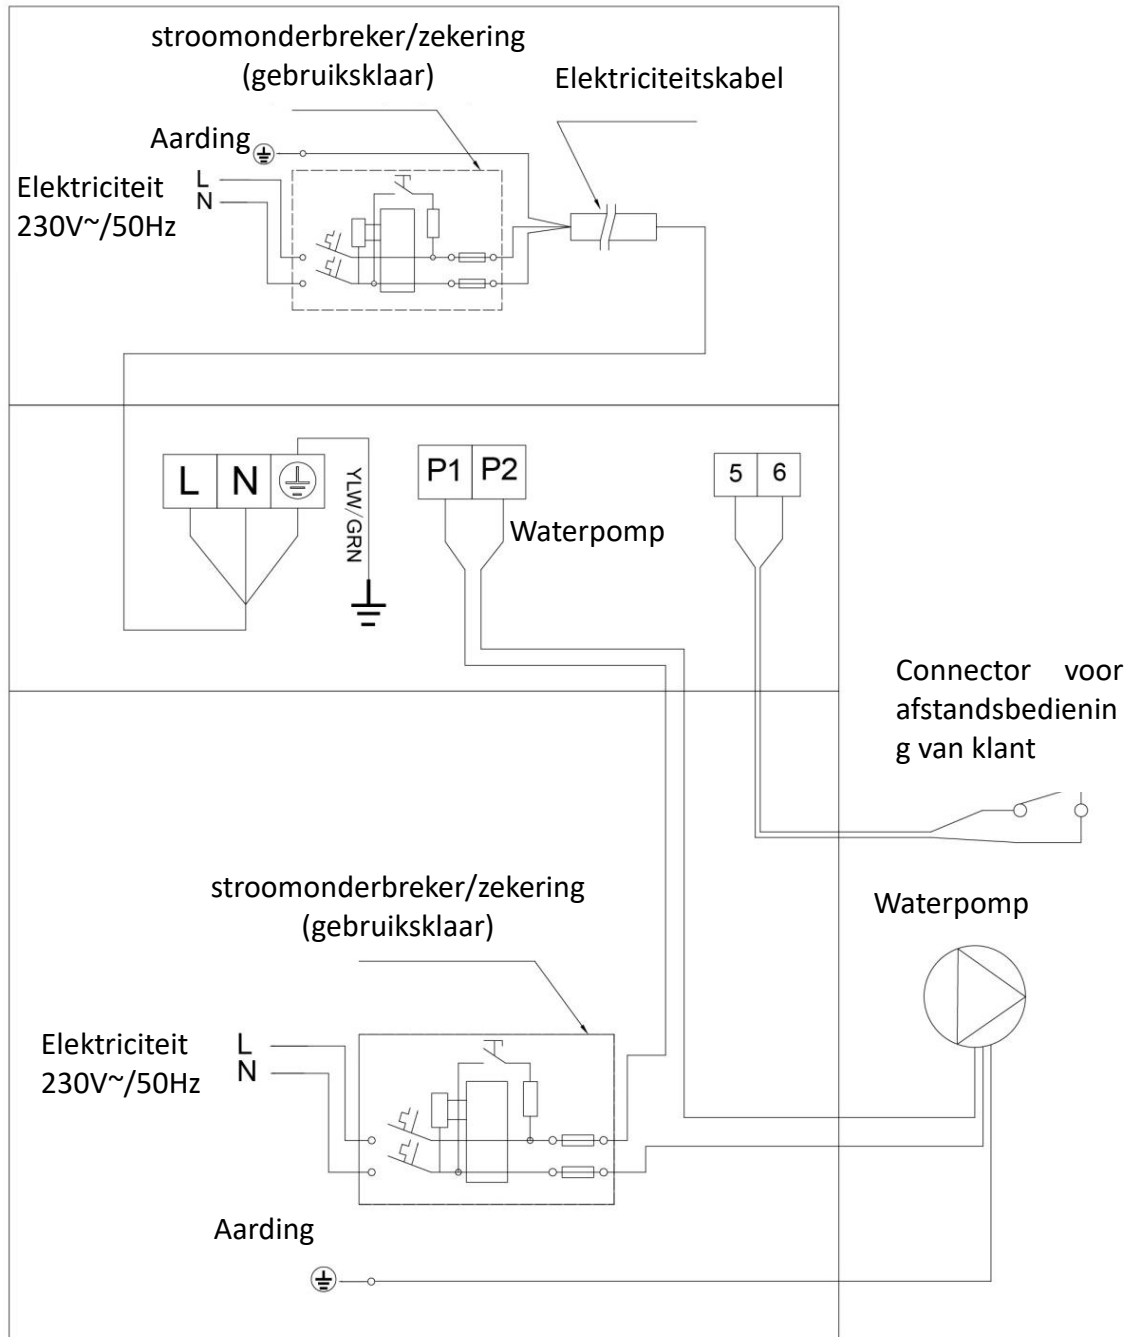 stroomonderbreker/zekering
(gebruiksklaar)
Elektriciteitskabel
Aarding
Elektriciteit
230V~/50Hz
L
N
L N
YLW/GRN
P1 P2
Waterpomp
5 6
Connector voor
afstandsbedienin
g van klant
stroomonderbreker/zekering
(gebruiksklaar)
Waterpomp
Elektriciteit
230V~/50Hz
L
N
Aarding